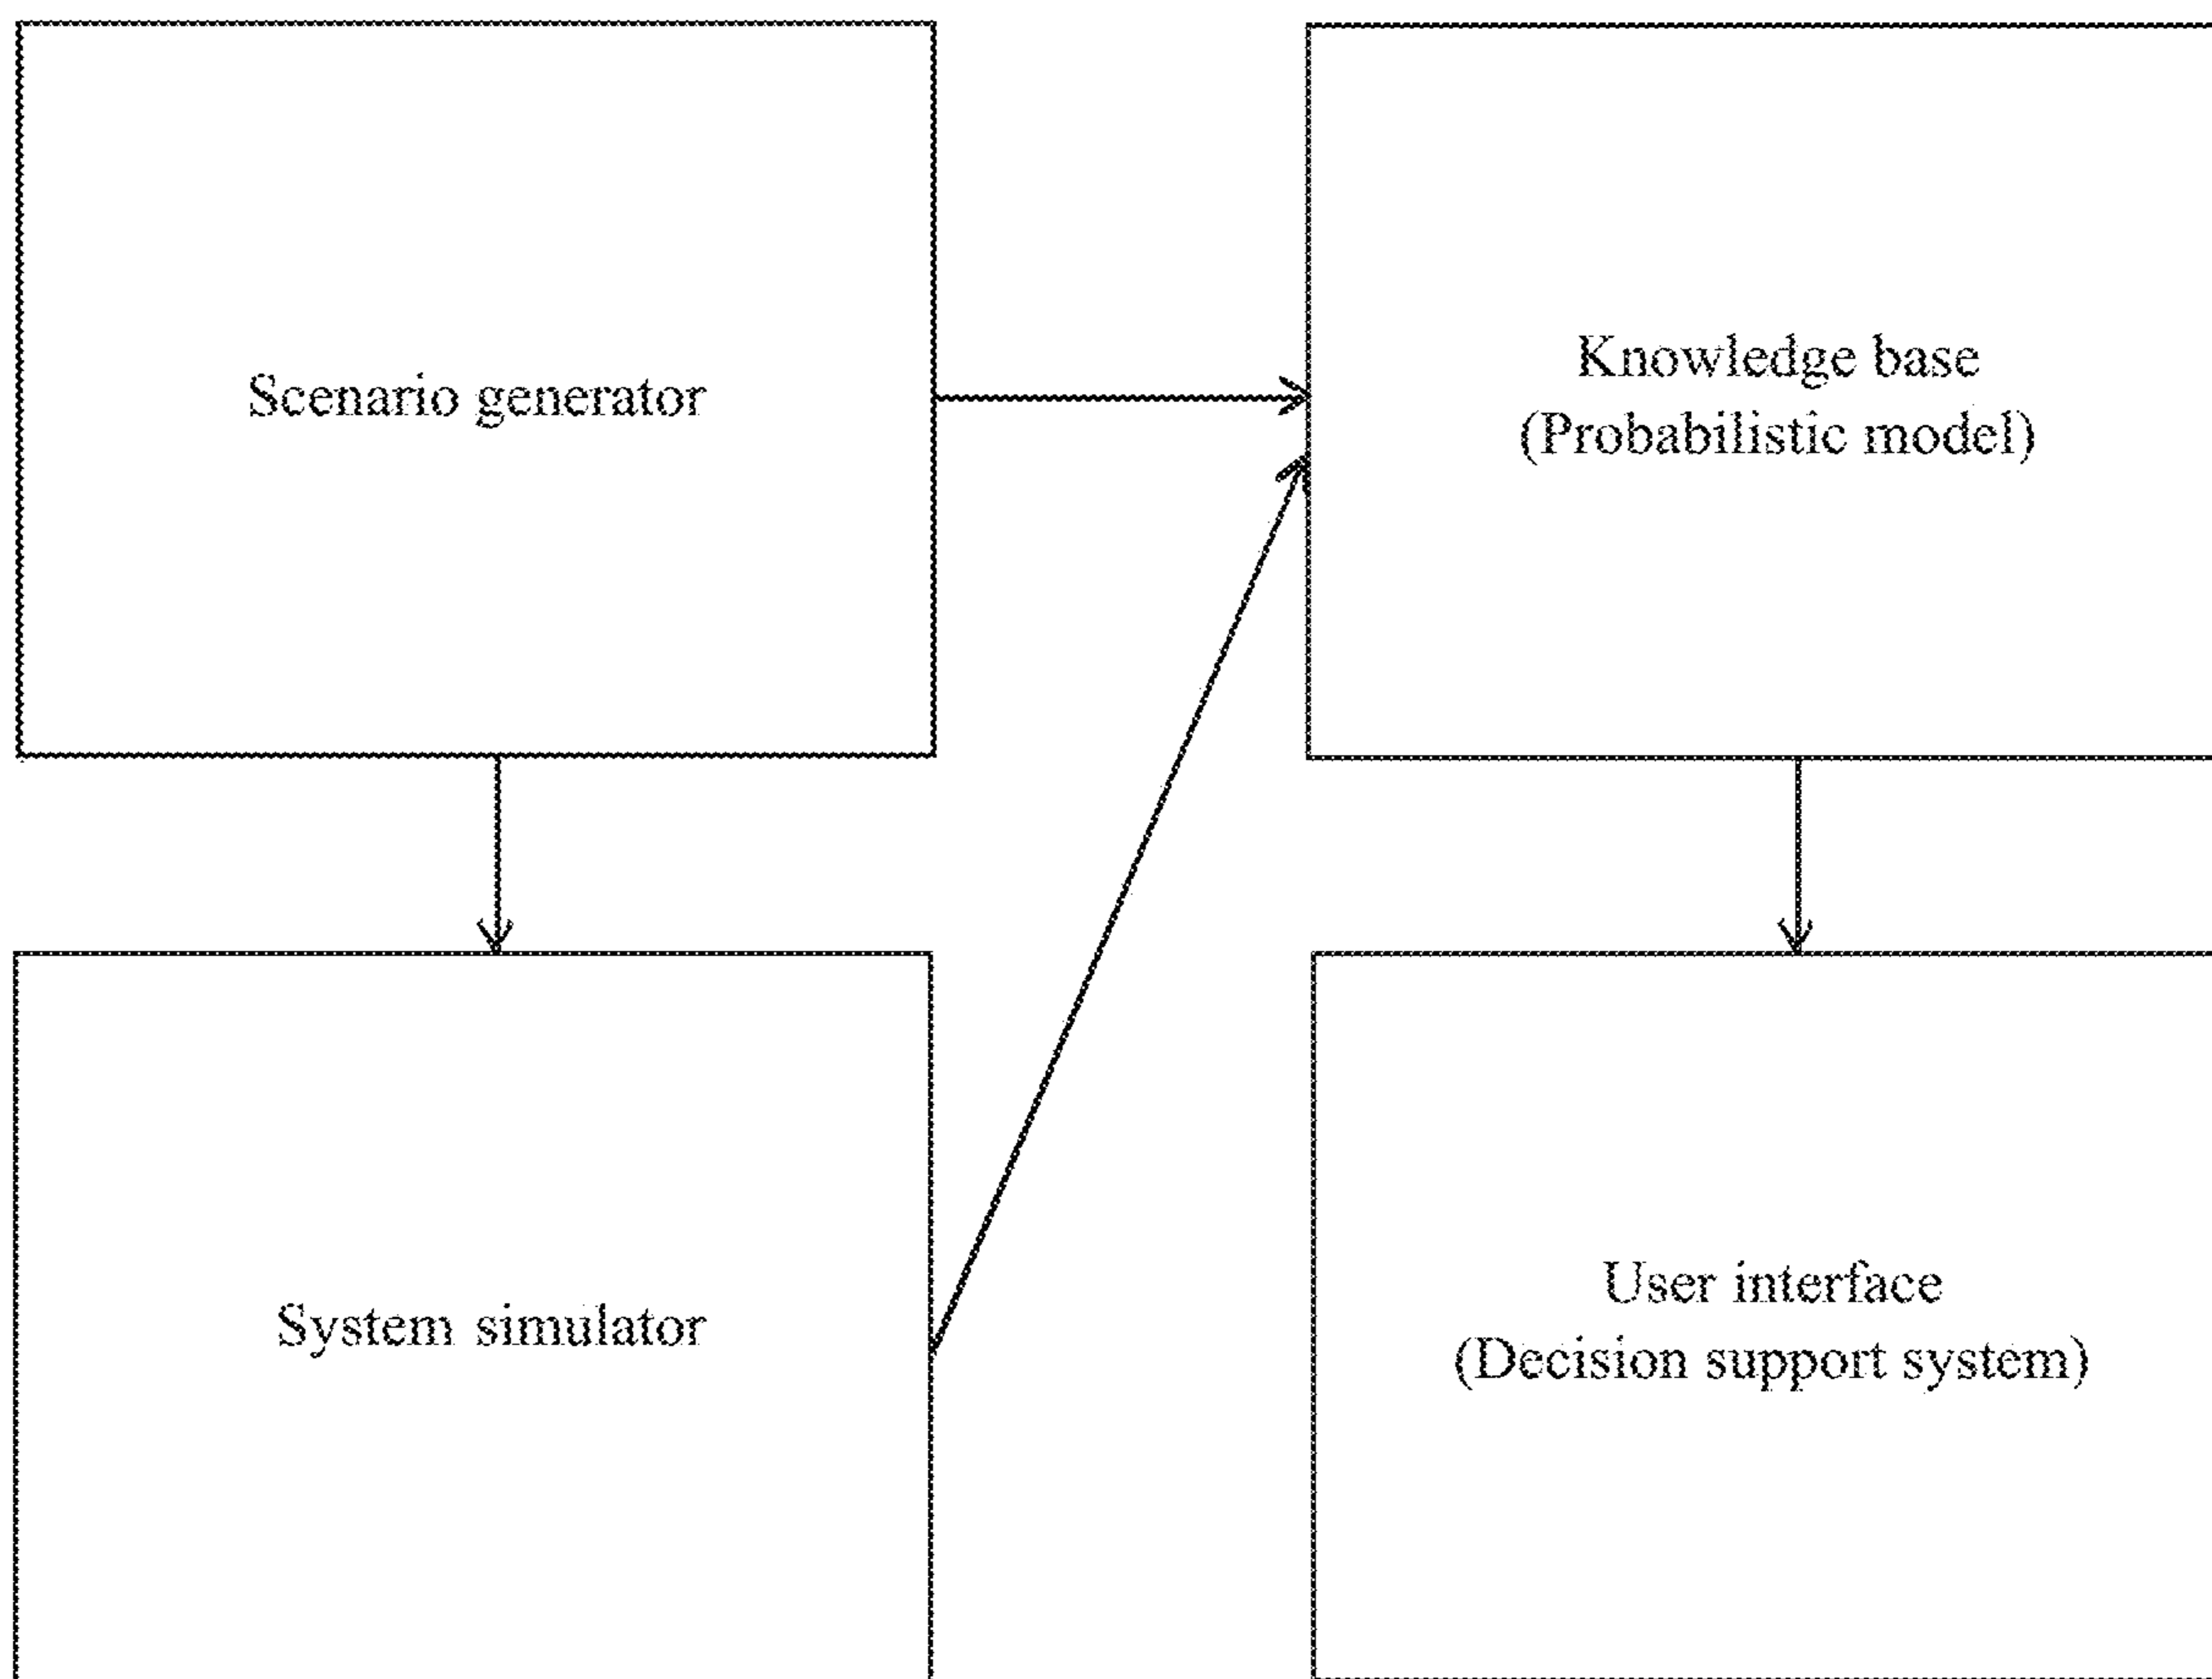 Scenario generator
Knowledge base
(Probabilistic model)
System simulator
User interface
(Decision support system)